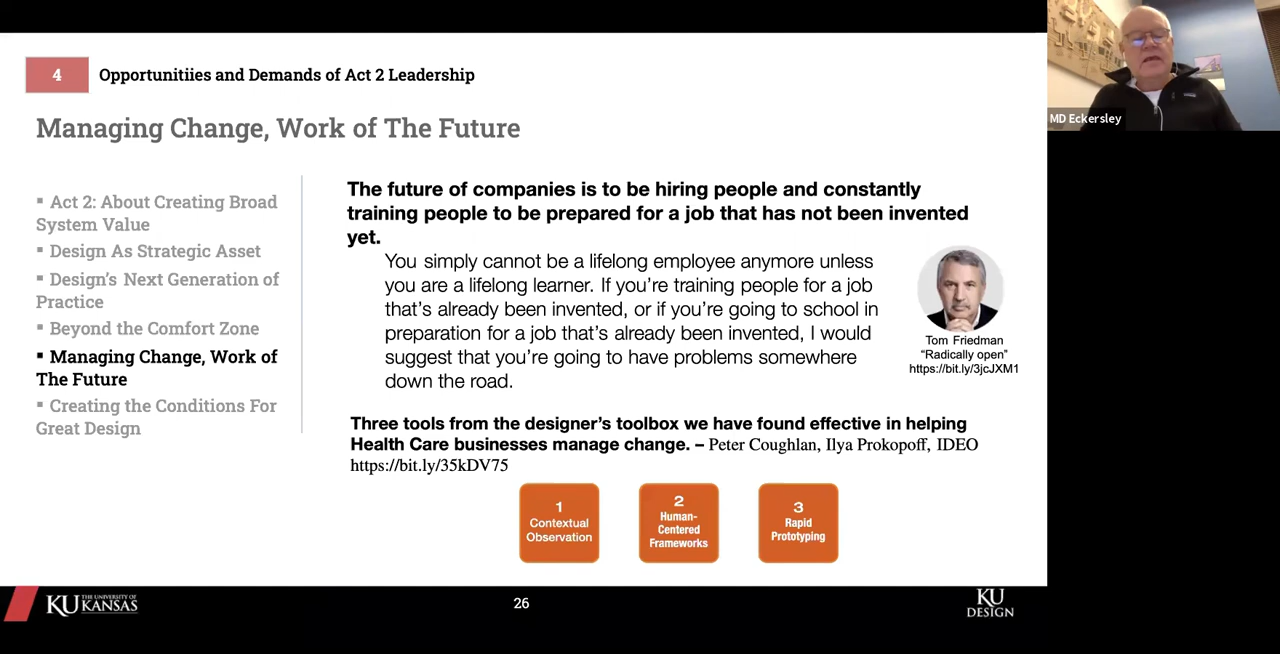 4 Opportunitiies and Demands of Act 2 Leadership
Managing Change, Work of The Future
▪ Act 2: About Creating Broad
System Value
▪ Design As Strategic Asset
▪ Design's Next Generation of
Practice
▪ Beyond the Comfort Zone
▪ Managing Change, Work of
The Future
▪ Creating the Conditions For
Great Design
The future of companies is to be hiring people and constantly
training people to be prepared for a job that has not been invented
yet.
You simply cannot be a lifelong employee anymore unless
you are a lifelong learner. If you're training people for a job
that's already been invented, or if you're going to school in
preparation for a job that's already been invented, I would
suggest that you're going to have problems somewhere
down the road.
Tom Friedman
"Radically open"
https://bit.ly/3jcJXM1
Three tools from the designer's toolbox we have found effective in helping
Health Care businesses manage change. – Peter Coughlan, Ilya Prokopoff, IDEO
https://bit.ly/35kDV75
1
Contextual
Observation
2
Human-
Centered
Frameworks
3
Rapid
Prototyping
KU THE UNIVERSITY OF
KANSAS
26
KU
DESIGN
MD Eckersley